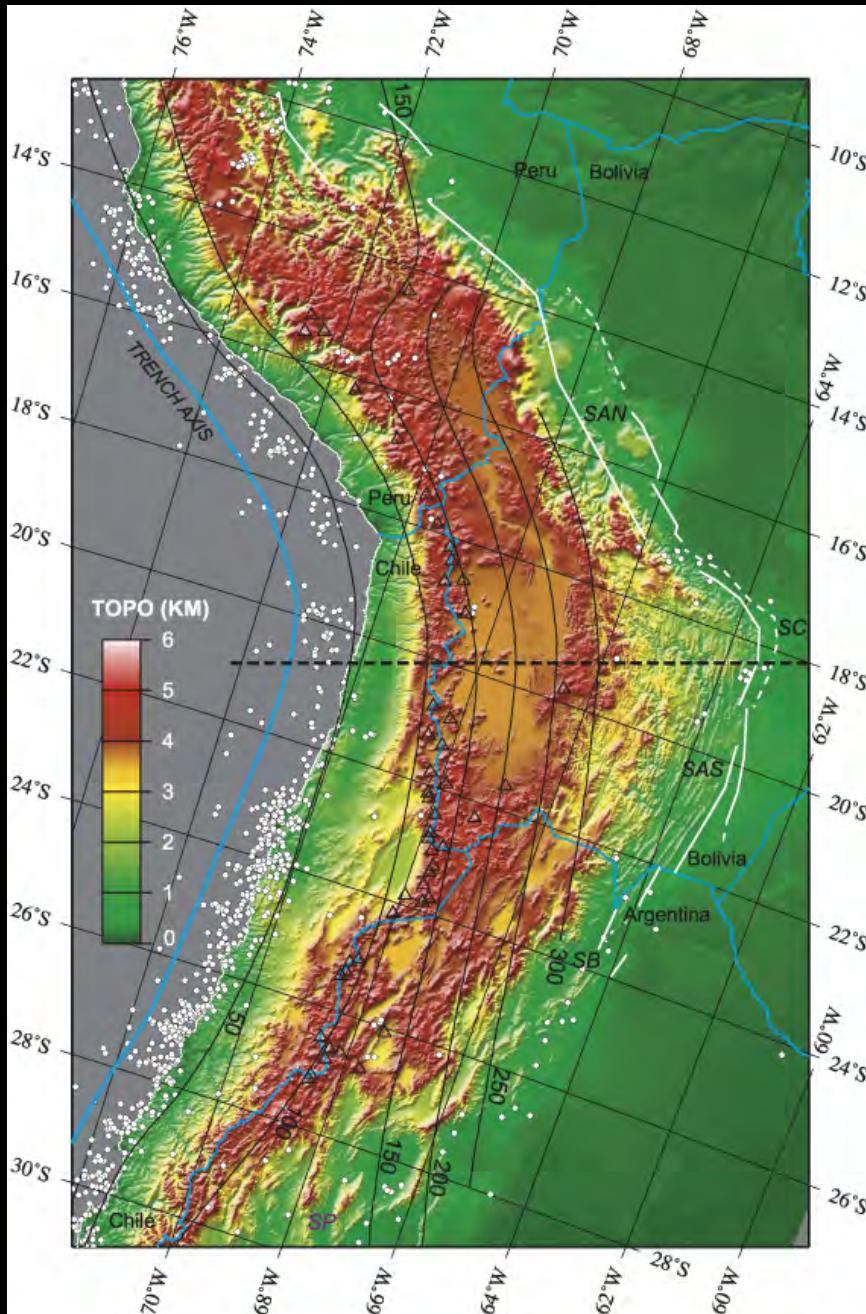 76°W
74°W
72°W
70°W
68°W
14°S
16°S
18°S
20°S
22°S
24°S
26°S
28°S
30°S
150
Peru
Bolivia
10°S
12°S
64°W
14°S
16°S
18°S
62°W
20°S
22°S
60°W
24°S
26°S
TRENCH AXIS
SAN
Peru
Chile
SC
TOPO (KM)
6
5
4
3
2
1
0
SAS
Bolivia
Argentina
SB
300
50
250
100
150
200
Chile
SP
28°S
70°W
68°W
66°W
64°W
62°W
60°W